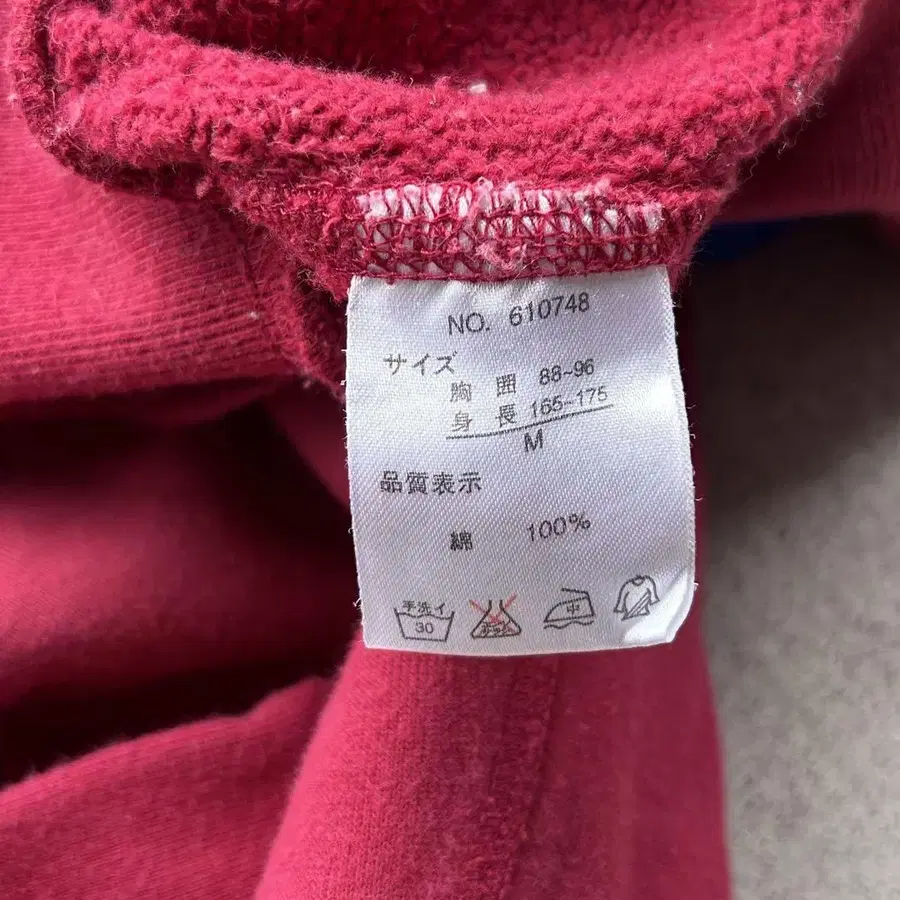 NO. 610748
サイズ
胸囲 88~96
身長 165~175
M
品質表示
綿 100%
手洗イ
30
中